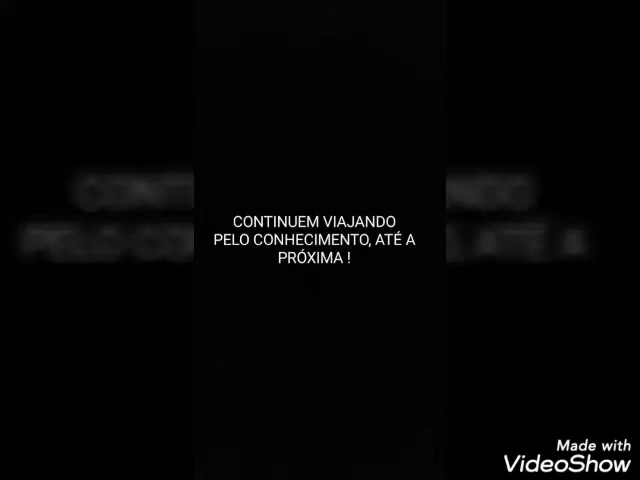 CONTINUEM VIAJANDO
PELO CONHECIMENTO, ATÉ A
PRÓXIMA !
Made with
VideoShow